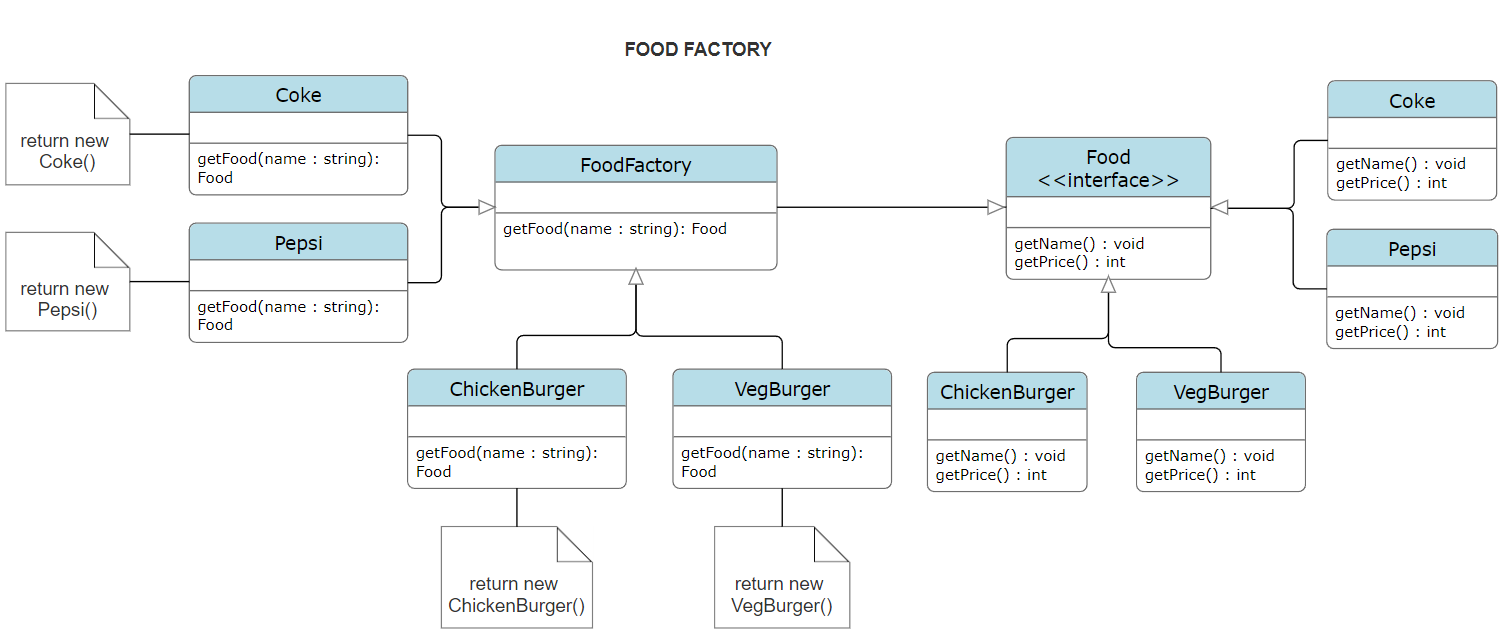 FOOD FACTORY
return new
Coke()
Coke
getFood(name : string):
Food
return new
Pepsi()
Pepsi
getFood(name : string):
Food
FoodFactory
getFood(name : string): Food
Food
<<interface>>
getName() : void
getPrice() : int
Coke
getName() : void
getPrice() : int
Pepsi
getName() : void
getPrice() : int
ChickenBurger
getFood(name : string):
Food
VegBurger
getFood(name : string):
Food
ChickenBurger
getName() : void
getPrice() : int
VegBurger
getName() : void
getPrice() : int
return new
ChickenBurger()
return new
VegBurger()